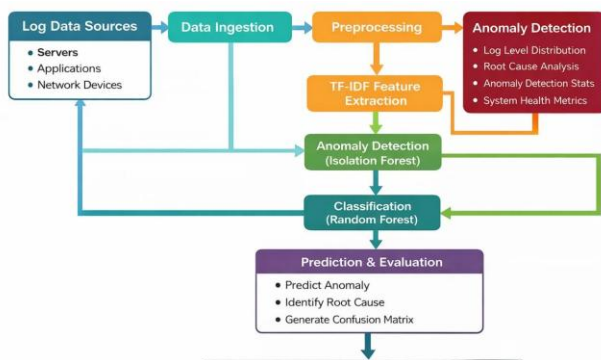 Log Data Sources
• Servers
• Applications
• Network Devices
Data Ingestion
Preprocessing
Anomaly Detection
• Log Level Distribution
• Root Cause Analysis
• Anomaly Detection Stats
• System Health Metrics
TF-IDF Feature
Extraction
Anomaly Detection
(Isolation Forest)
Classification
(Random Forest)
Prediction & Evaluation
• Predict Anomaly
• Identify Root Cause
• Generate Confusion Matrix